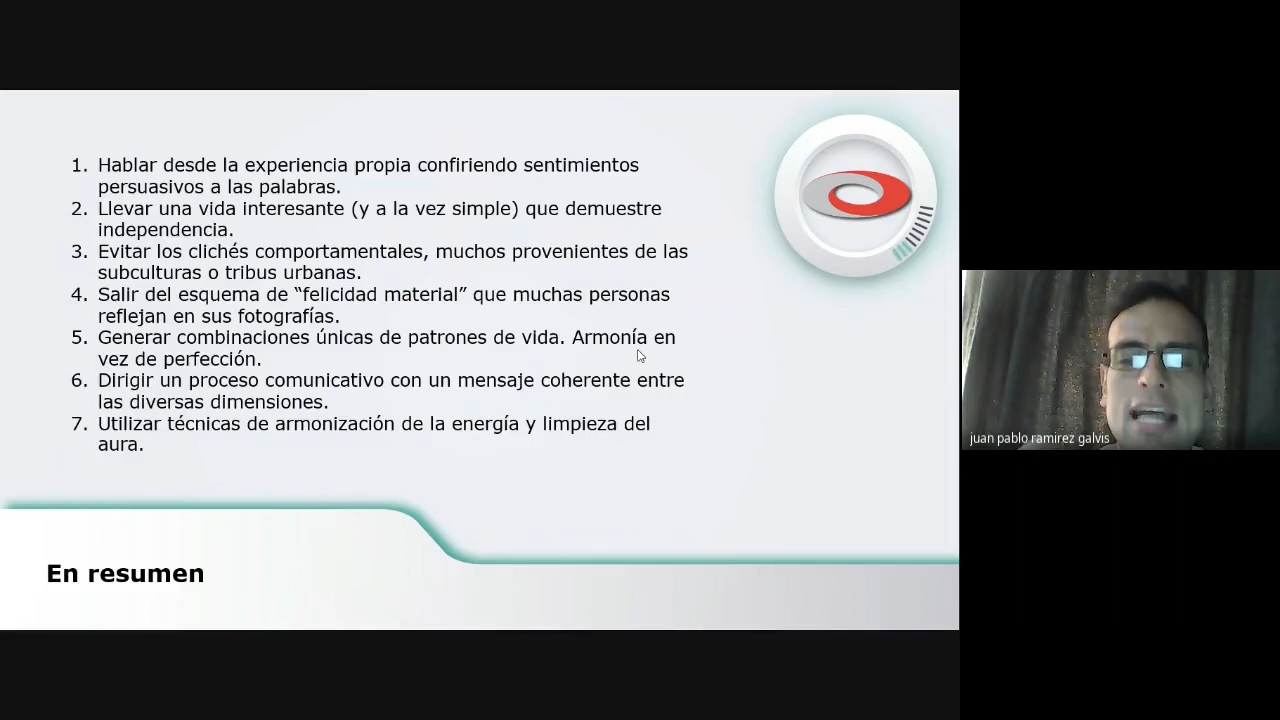 1. Hablar desde la experiencia propia confiriendo sentimientos
persuasivos a las palabras.
2. Llevar una vida interesante (y a la vez simple) que demuestre
independencia.
3. Evitar los clichés comportamentales, muchos provenientes de las
subculturas o tribus urbanas.
4. Salir del esquema de “felicidad material” que muchas personas
reflejan en sus fotografías.
5. Generar combinaciones únicas de patrones de vida. Armonía en
vez de perfección.
6. Dirigir un proceso comunicativo con un mensaje coherente entre
las diversas dimensiones.
7. Utilizar técnicas de armonización de la energía y limpieza del
aura.
En resumen
juan pablo ramirez galvis